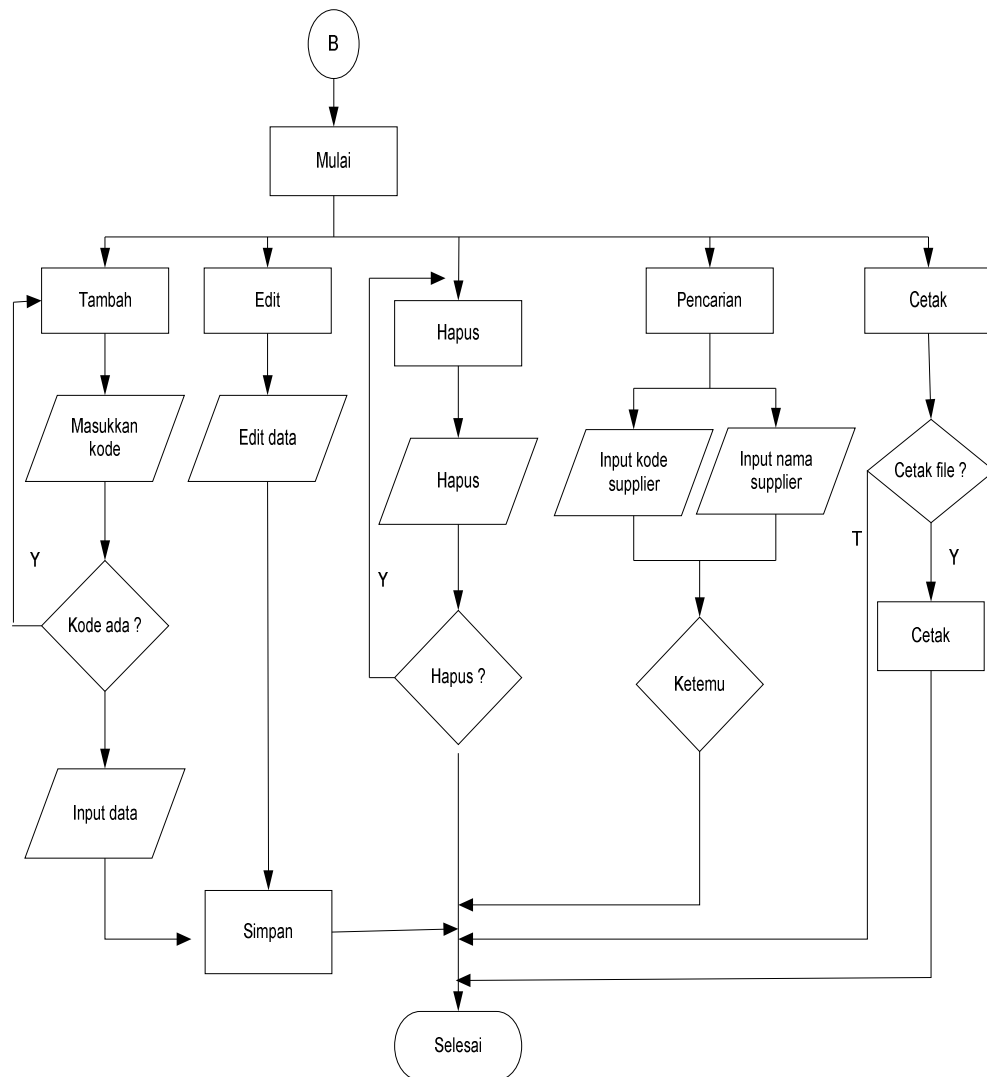 B
Mulai
Tambah
Edit
Hapus
Pencarian
Cetak
Masukkan
kode
Edit data
Hapus
Input kode
supplier
Input nama
supplier
Cetak file ?
T
Y
Y
Y
Kode ada ?
Hapus ?
Ketemu
Cetak
Input data
Simpan
Selesai